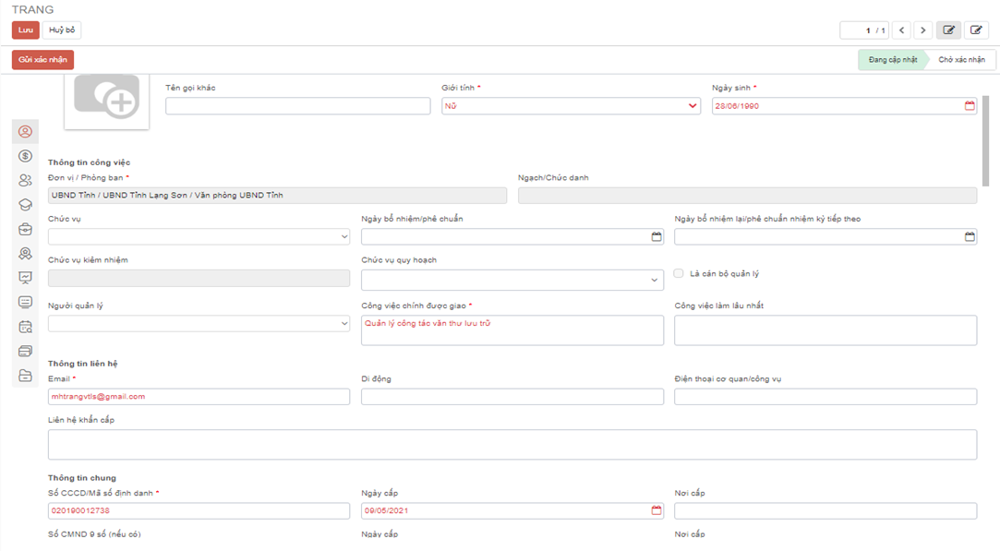 TRANG
Lưu
Huỷ bỏ
1 / 1
Gửi xác nhận
Đang cập nhật
Chờ xác nhận
Tên gọi khác
Giới tính *
Ngày sinh *
Nữ
28/06/1990
Thông tin công việc
Đơn vị / Phòng ban *
Ngạch/Chức danh
UBND Tỉnh / UBND Tỉnh Lạng Sơn / Văn phòng UBND Tỉnh
Chức vụ
Ngày bổ nhiệm/phê chuẩn
Ngày bổ nhiệm lại/phê chuẩn nhiệm kỳ tiếp theo
Chức vụ kiêm nhiệm
Chức vụ quy hoạch
Là cán bộ quản lý
Người quản lý
Công việc chính được giao *
Công việc làm lâu nhất
Quản lý công tác văn thư lưu trữ
Thông tin liên hệ
Email *
Di động
Điện thoại cơ quan/công vụ
mhtrangvtls@gmail.com
Liên hệ khẩn cấp
Thông tin chung
Số CCCD/Mã số định danh *
Ngày cấp
Nơi cấp
020190012738
09/05/2021
Số CMND 9 số (nếu có)
Ngày cấp
Nơi cấp